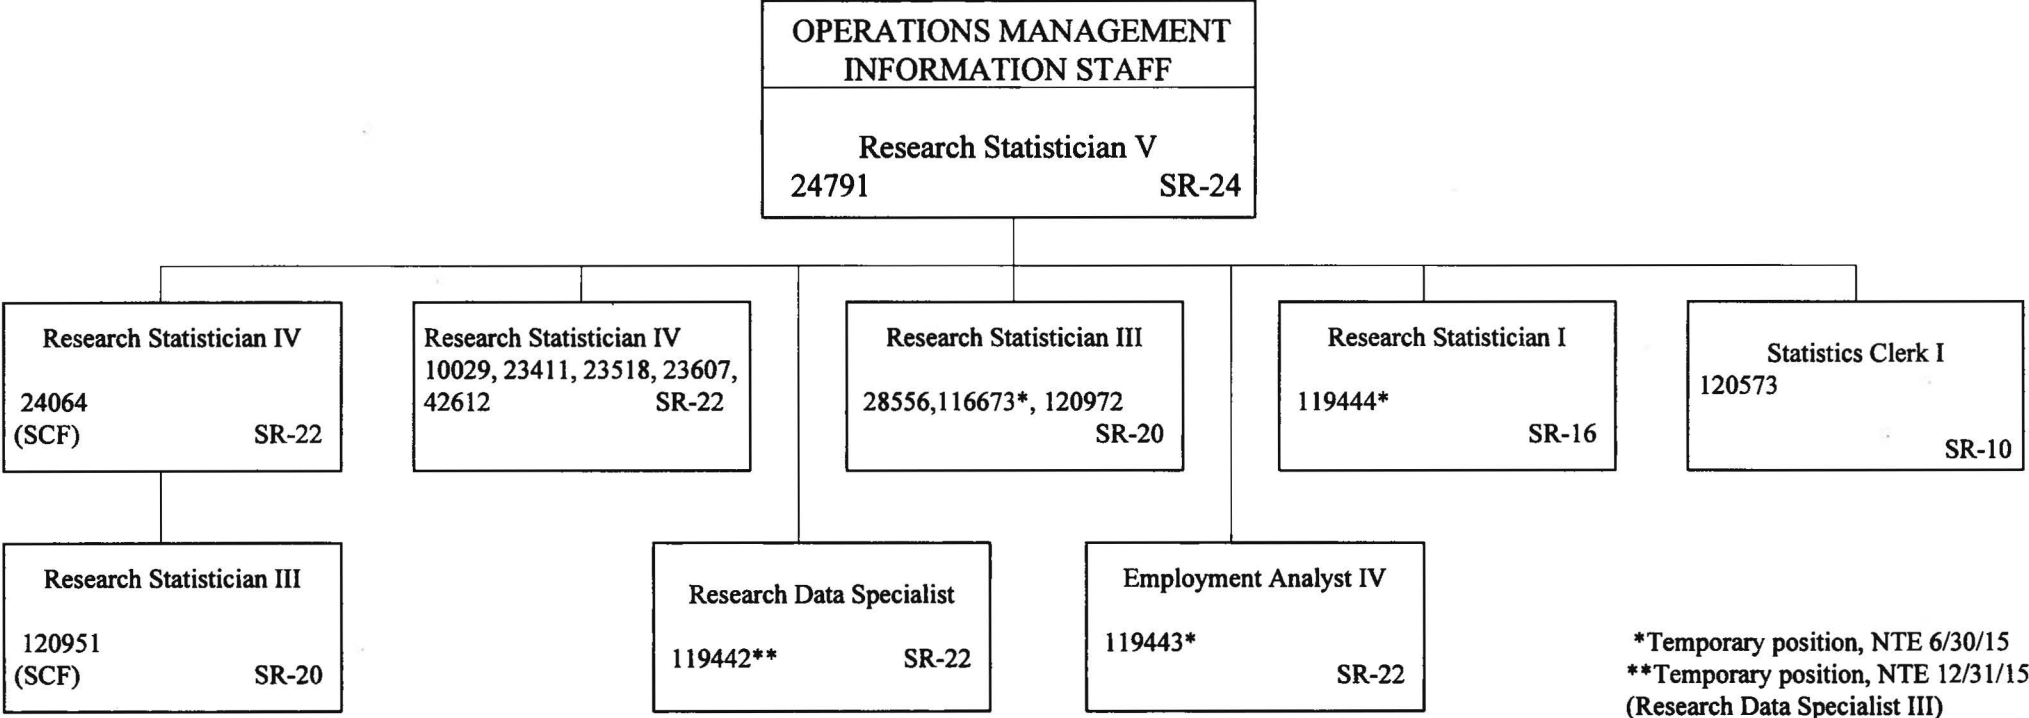 OPERATIONS MANAGEMENT
INFORMATION STAFF
Research Statistician V
24791 SR-24
Research Statistician IV
24064
(SCF) SR-22
Research Statistician IV
10029, 23411, 23518, 23607,
42612 SR-22
Research Statistician III
28556,116673*, 120972
SR-20
Research Statistician I
119444*
SR-16
Statistics Clerk I
120573
SR-10
Research Statistician III
120951
(SCF) SR-20
Research Data Specialist
119442** SR-22
Employment Analyst IV
119443*
SR-22
*Temporary position, NTE 6/30/15
**Temporary position, NTE 12/31/15
(Research Data Specialist III)